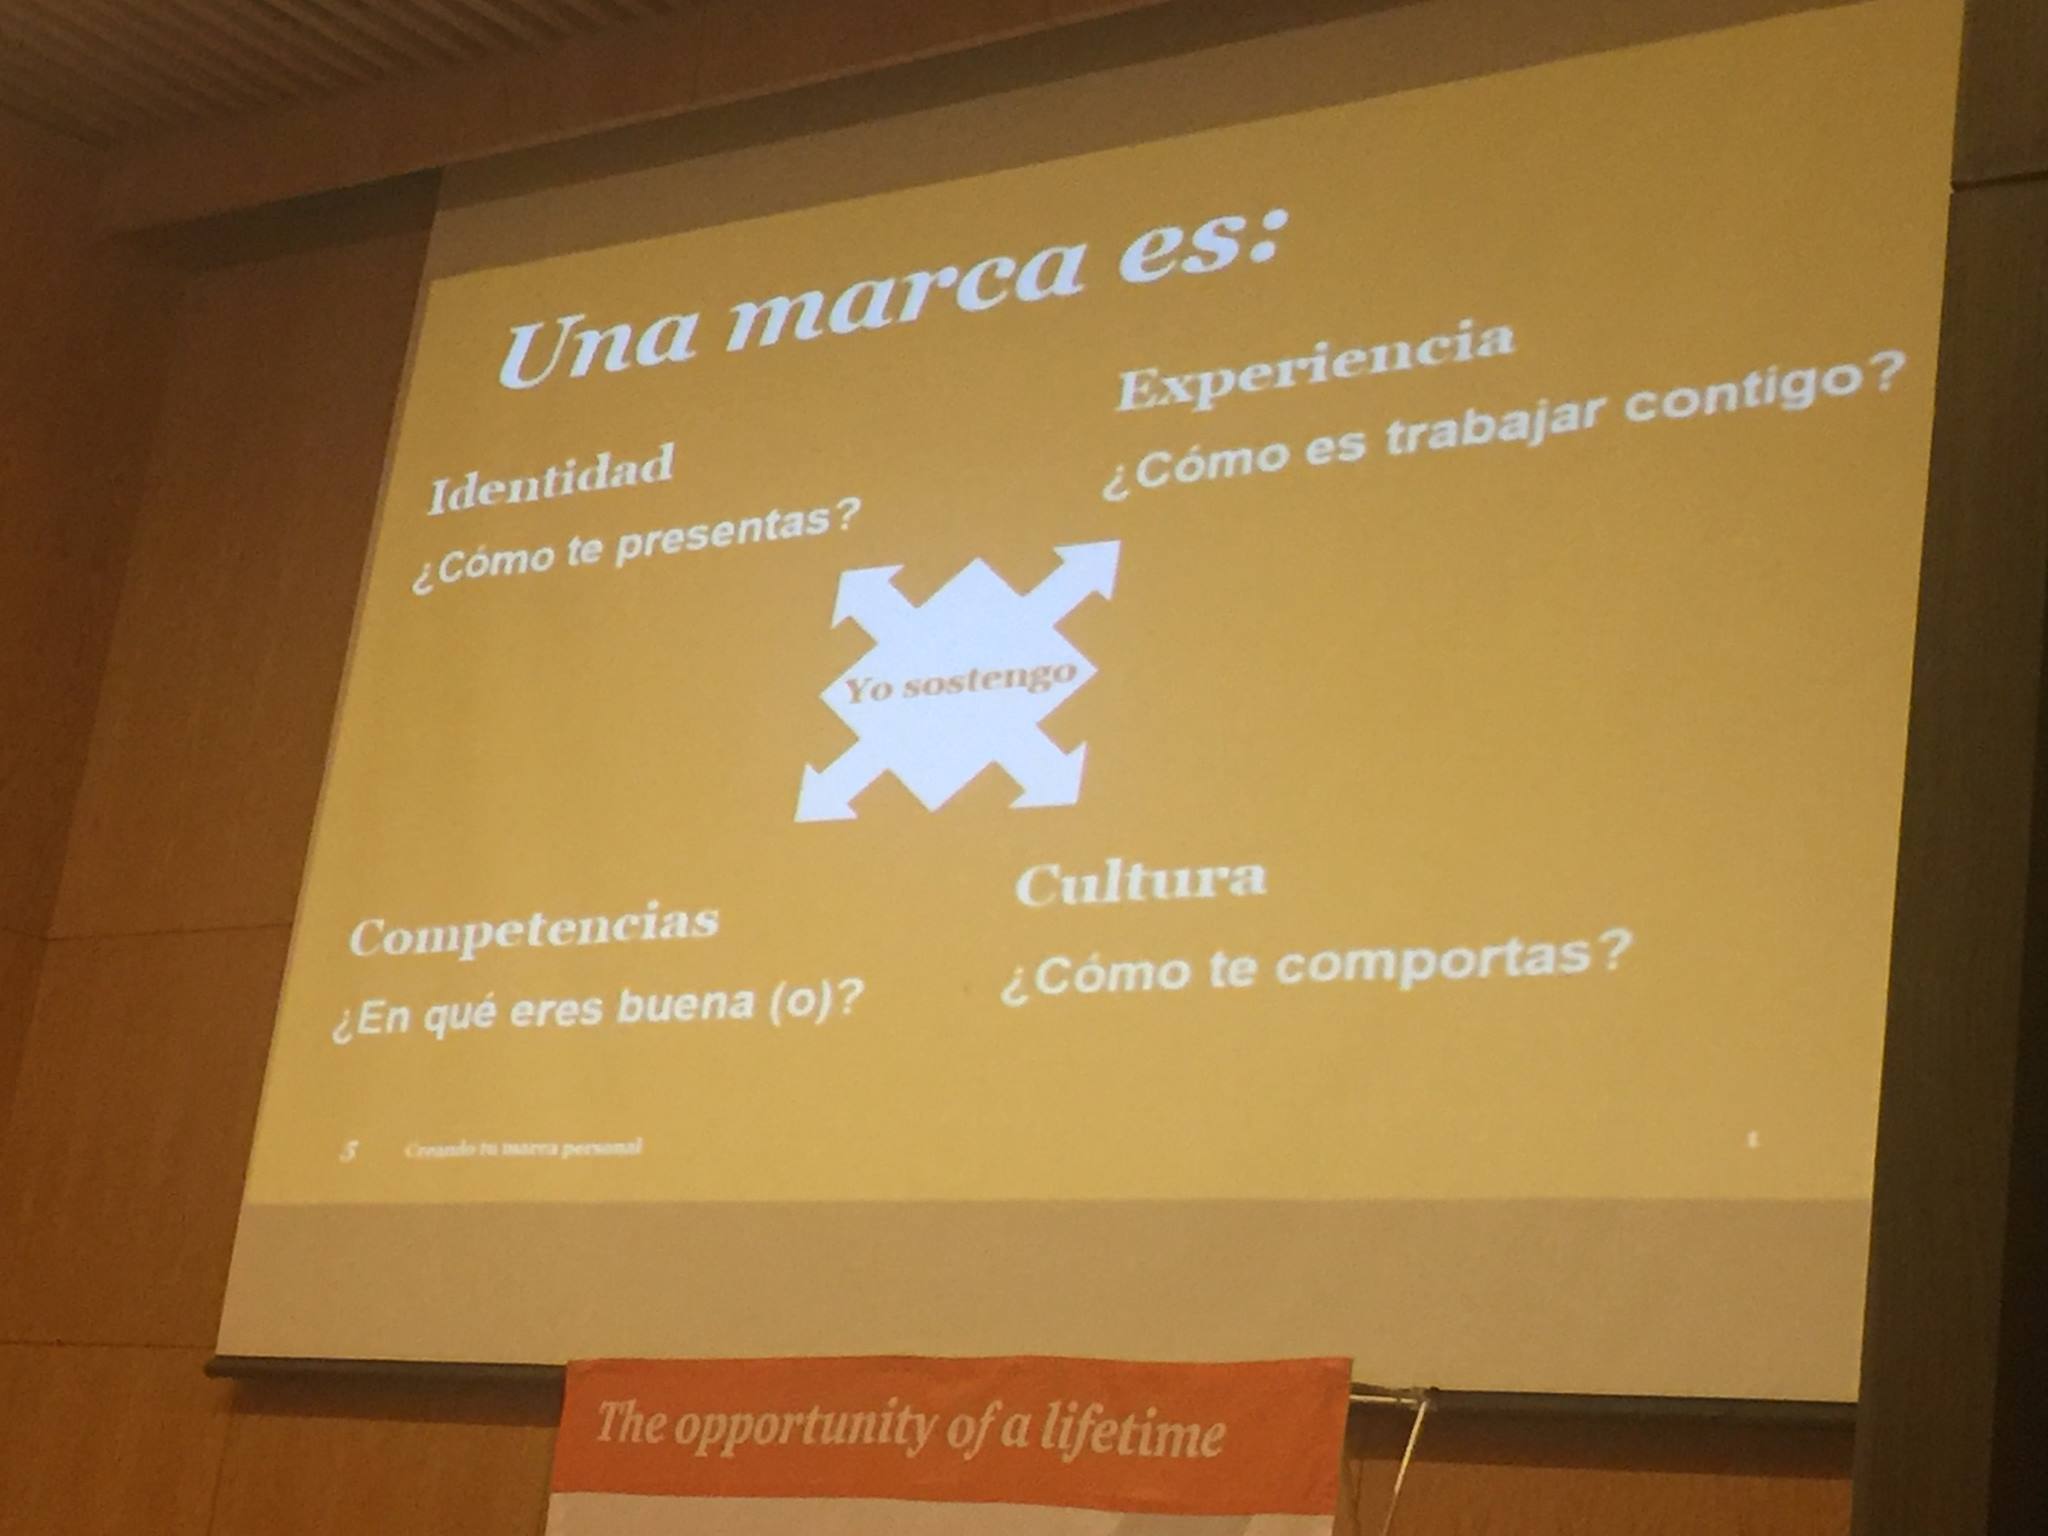 Una marca es:
Identidad
¿Cómo te presentas?
Experiencia
¿Cómo es trabajar contigo?
Yo sostengo
Competencias
¿En qué eres buena (o)?
Cultura
¿Cómo te comportas?
5 Creando tu marca personal
The opportunity of a lifetime